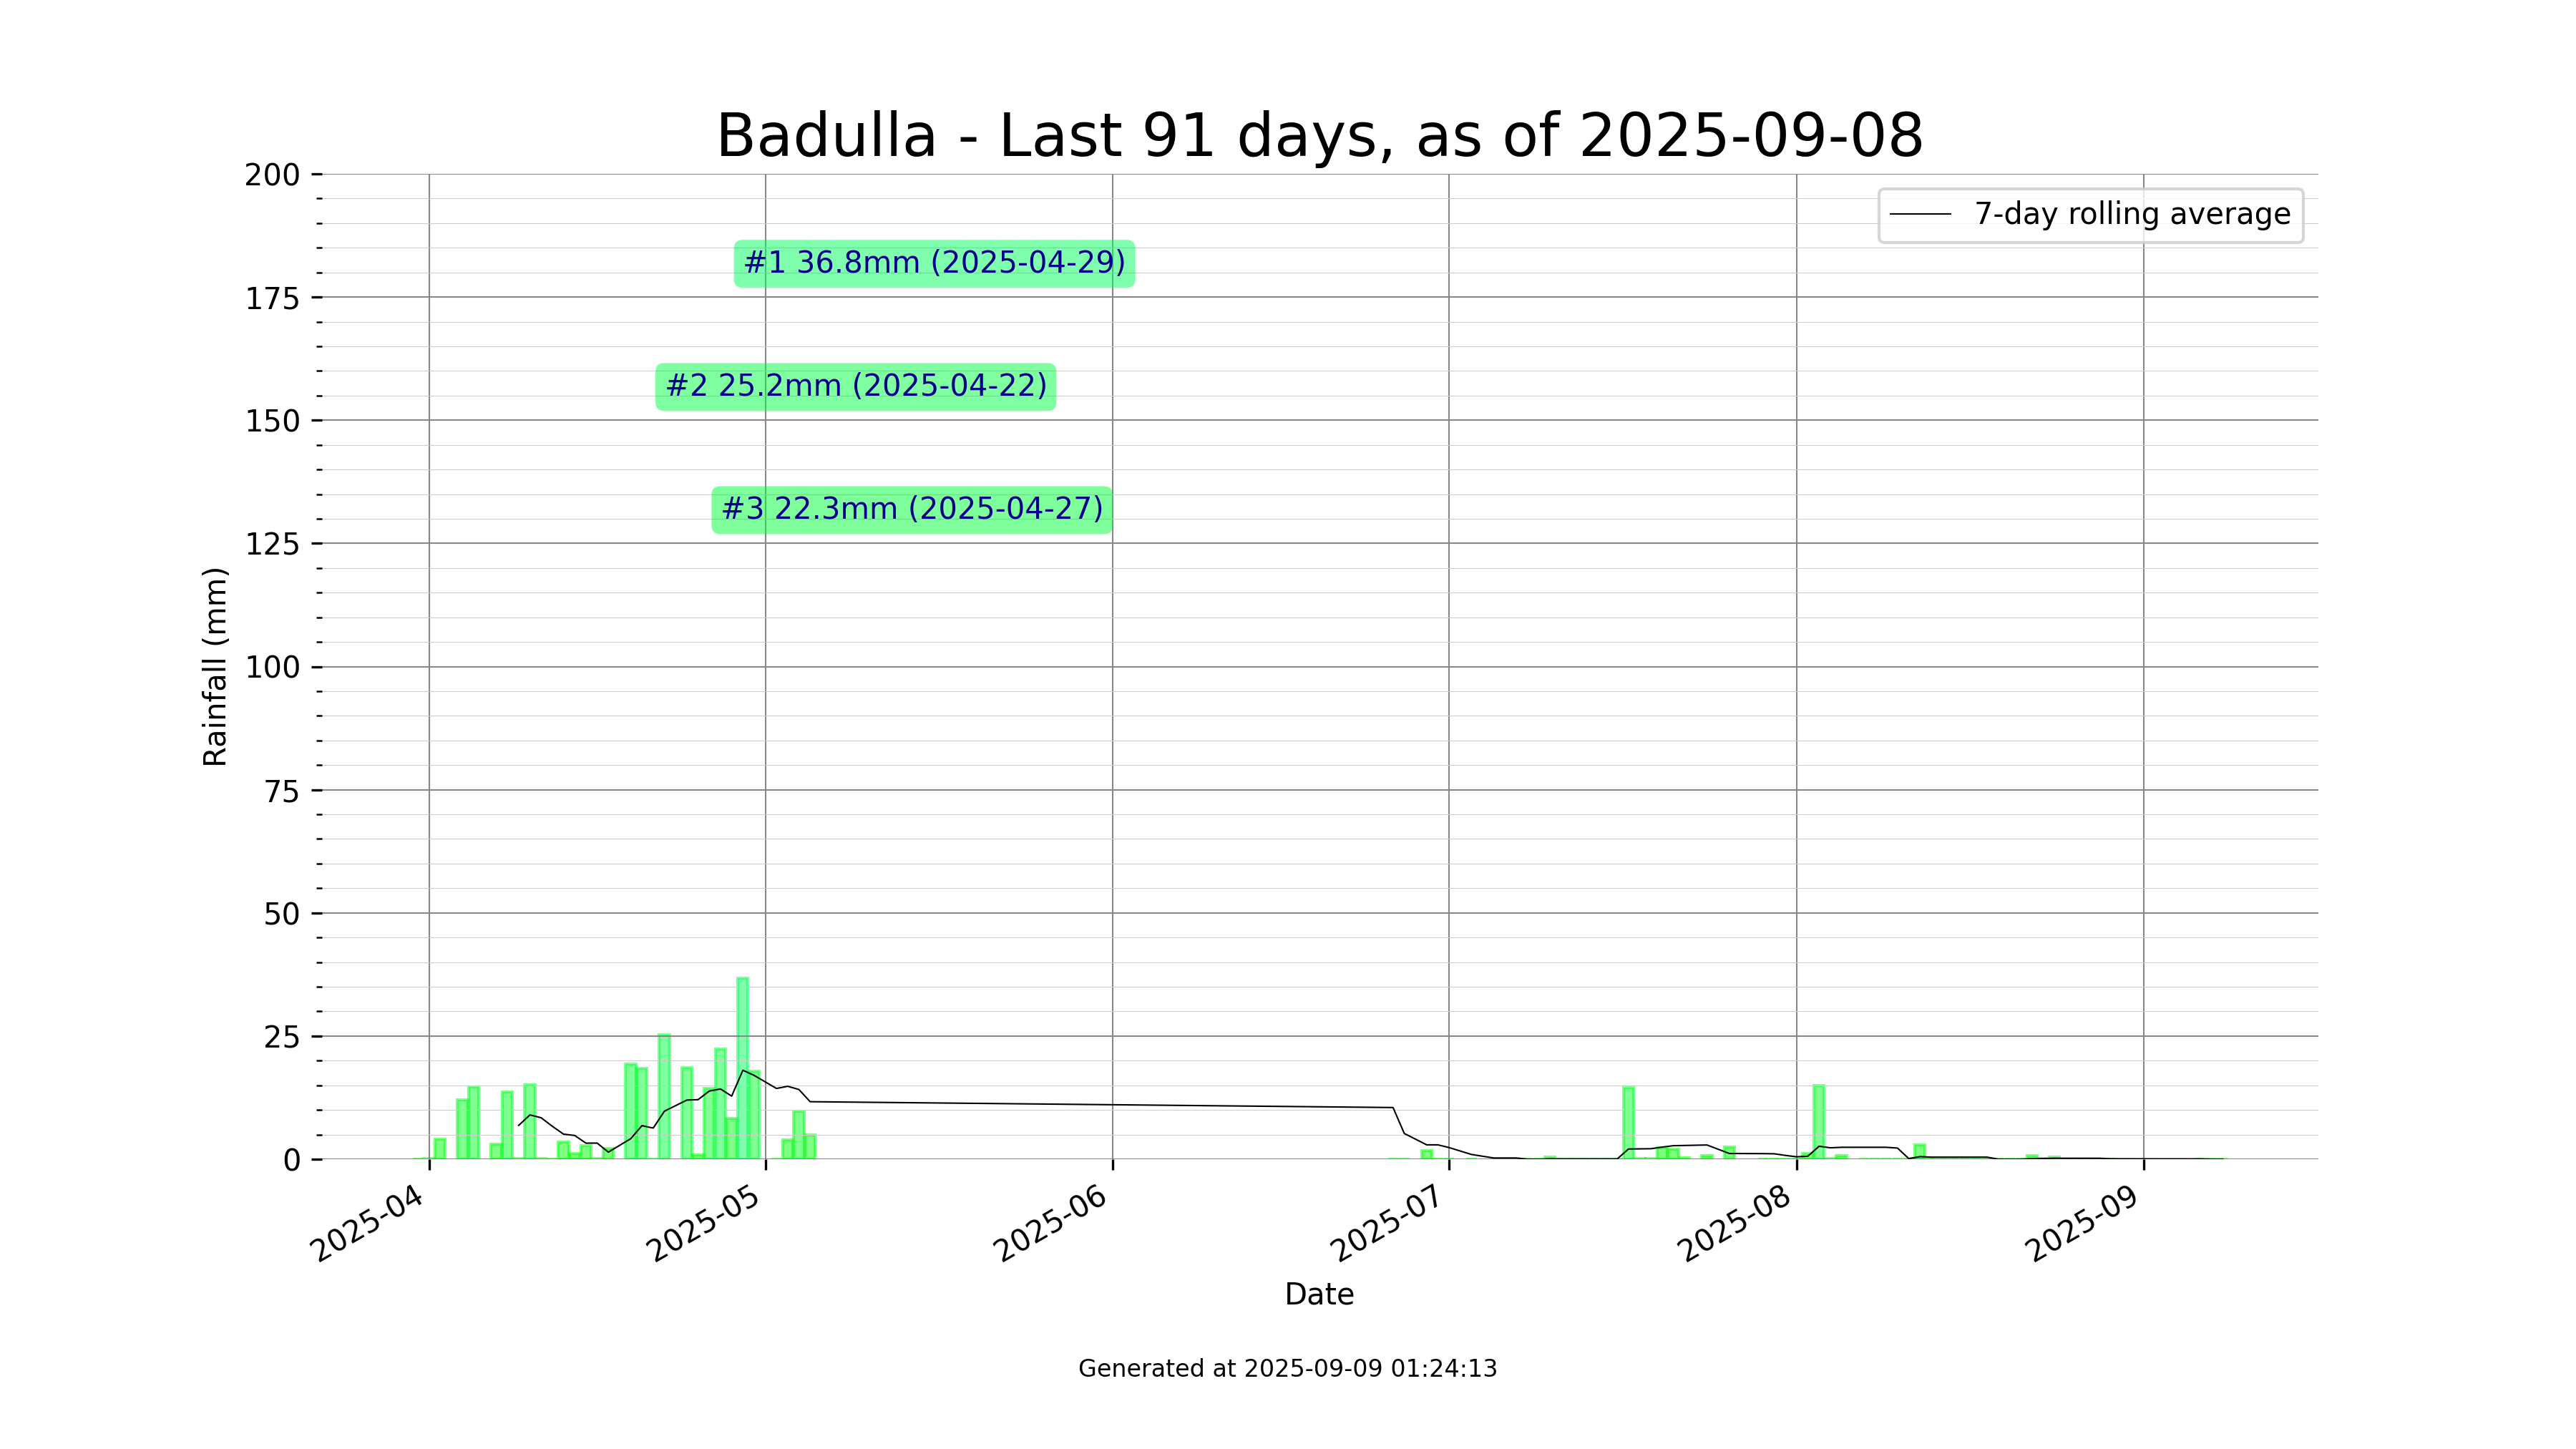 Badulla - Last 91 days, as of 2025-09-08
7-day rolling average
#1 36.8mm (2025-04-29)
#2 25.2mm (2025-04-22)
#3 22.3mm (2025-04-27)
Rainfall (mm)
200
175
150
125
100
75
50
25
0
2025-04
2025-05
2025-06
2025-07
2025-08
2025-09
Date
Generated at 2025-09-09 01:24:13